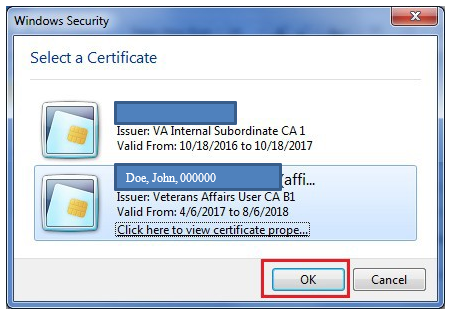 Windows Security
Select a Certificate
Issuer: VA Internal Subordinate CA 1
Valid From: 10/18/2016 to 10/18/2017
Doe, John, 000000 (affi...
Issuer: Veterans Affairs User CA B1
Valid From: 4/6/2017 to 8/6/2018
Click here to view certificate prope...
OK Cancel